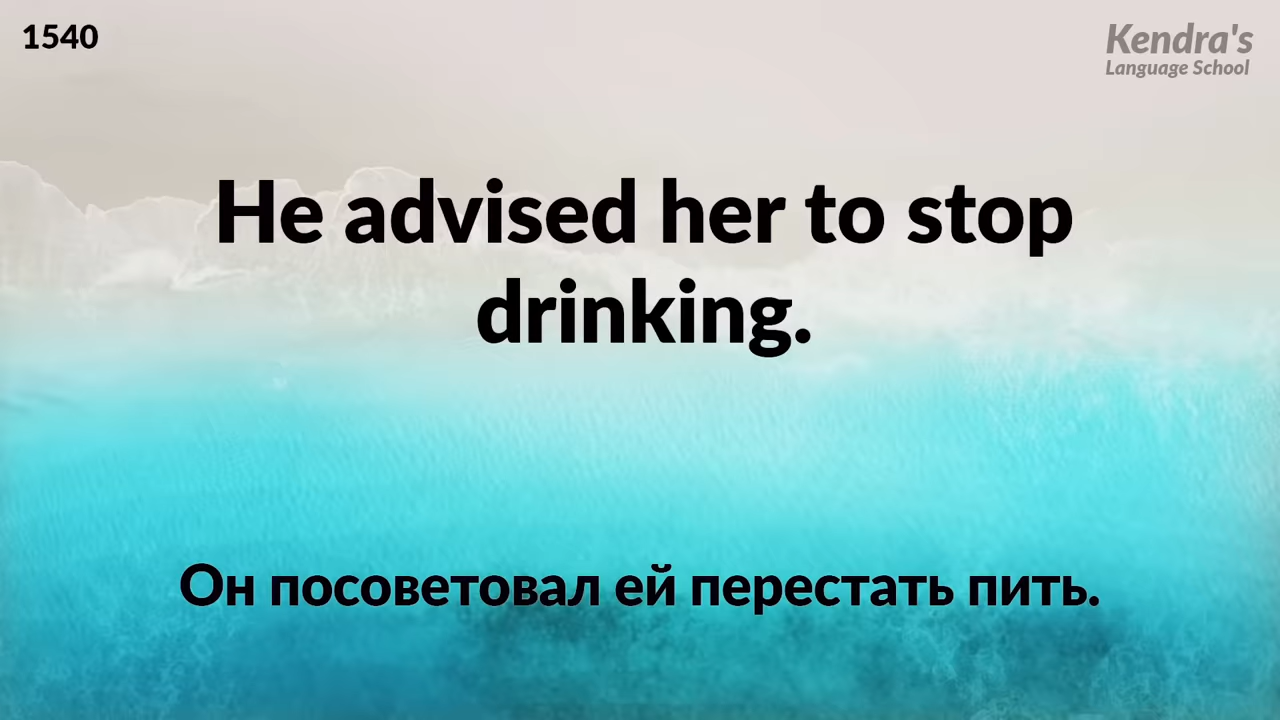 1540
Kendra's
Language School
He advised her to stop
drinking.
Он посоветовал ей перестать пить.